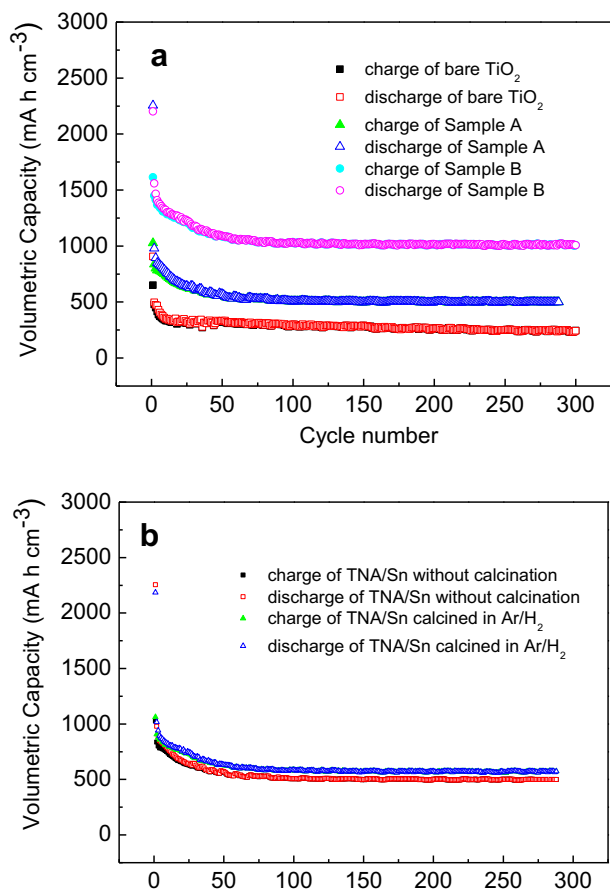 a
3000
2500
2000
1500
1000
500
0
Volumetric Capacity (mA h cm⁻³)
charge of bare TiO₂
discharge of bare TiO₂
charge of Sample A
discharge of Sample A
charge of Sample B
discharge of Sample B
0 50 100 150 200 250 300
Cycle number
b
3000
2500
2000
1500
1000
500
0
Volumetric Capacity (mA h cm⁻³)
charge of TNA/Sn without calcination
discharge of TNA/Sn without calcination
charge of TNA/Sn calcined in Ar/H₂
discharge of TNA/Sn calcined in Ar/H₂
0 50 100 150 200 250 300